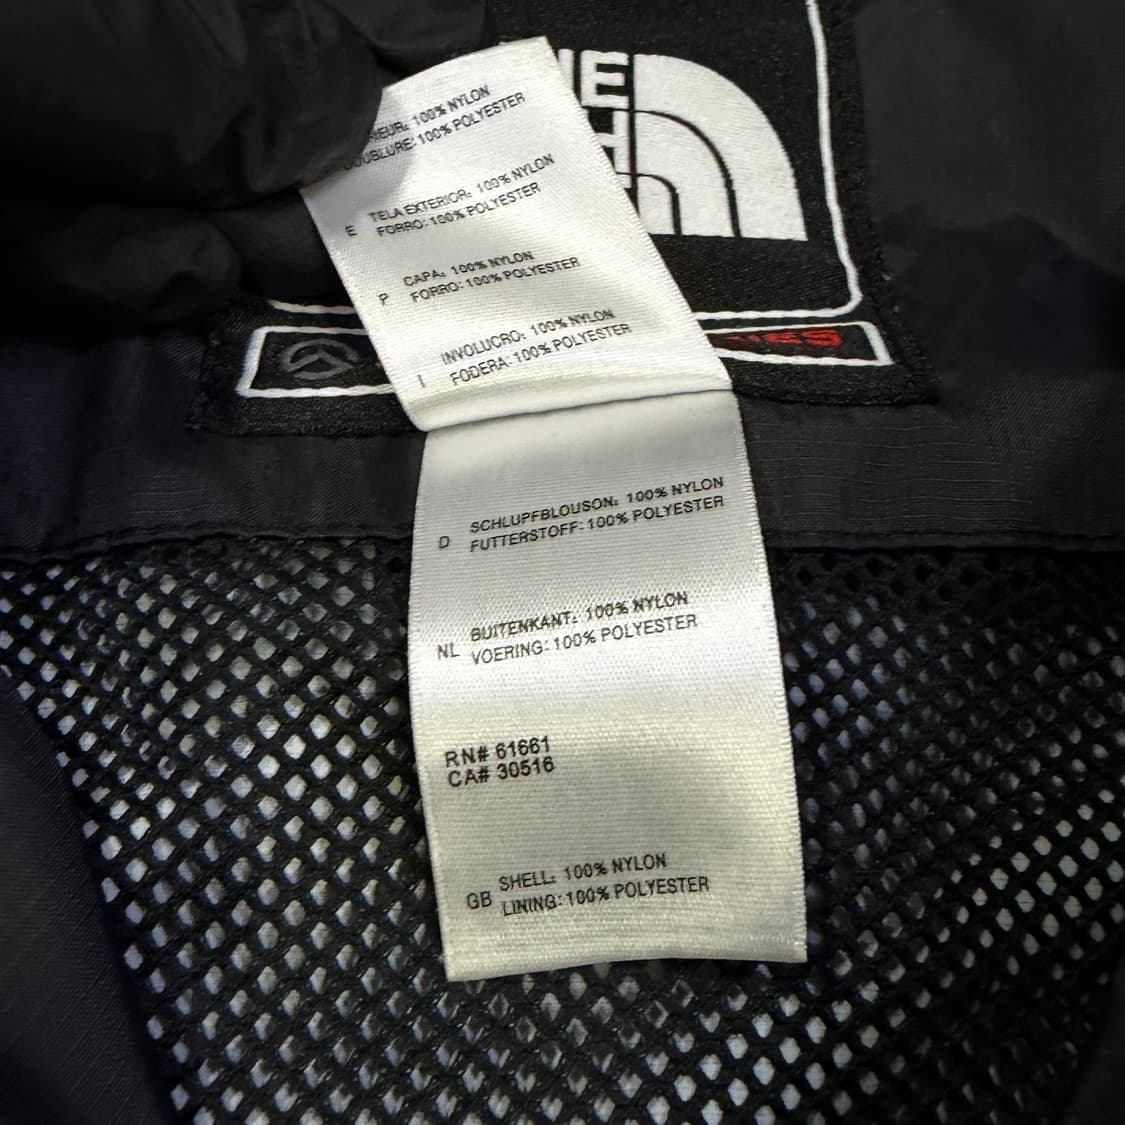 100% NYLON
100% POLYESTER
E TELA EXTERIOR: 100% NYLON
FORRO: 100% POLYESTER
P CAPA: 100% NYLON
FORRO: 100% POLYESTER
I INVOLUCRO: 100% NYLON
FODERA: 100% POLYESTER
D SCHLUPFBLOUSON: 100% NYLON
FUTTERSTOFF: 100% POLYESTER
NL BUITENKANT: 100% NYLON
VOERING: 100% POLYESTER
RN# 61661
CA# 30516
GB SHELL: 100% NYLON
LINING: 100% POLYESTER